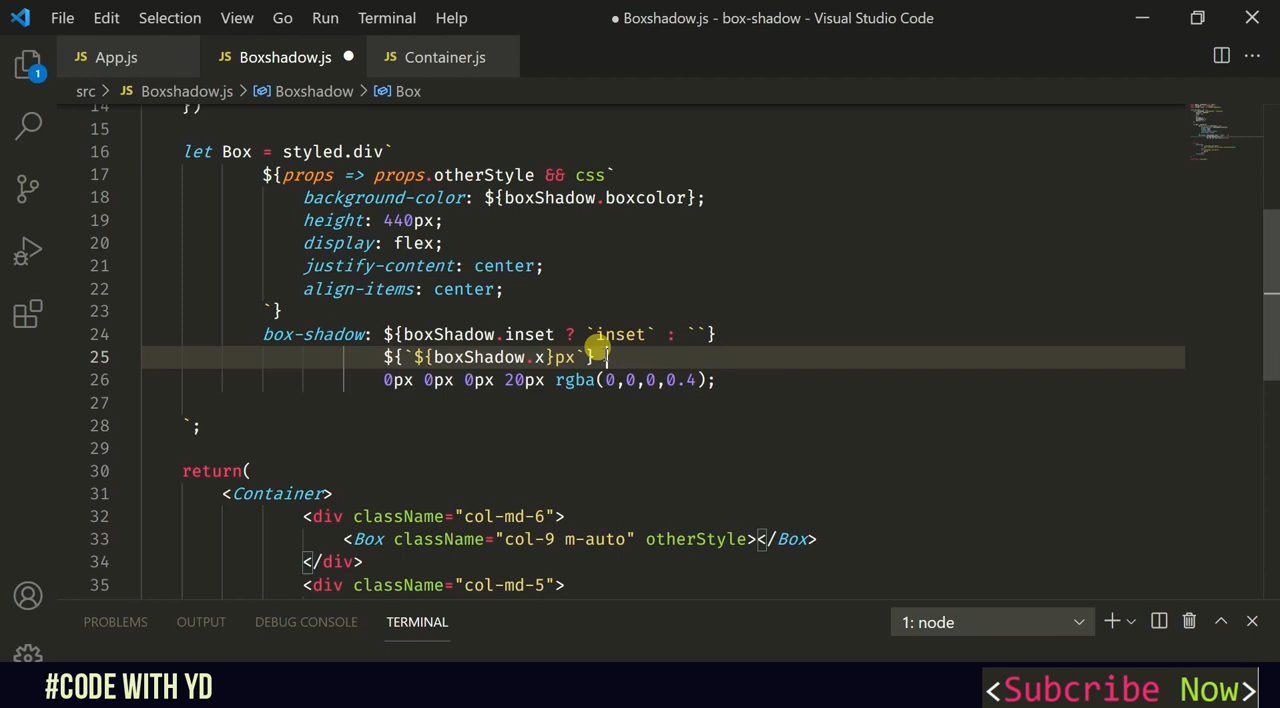 File Edit Selection View Go Run Terminal Help
● Boxshadow.js - box-shadow - Visual Studio Code
JS App.js JS Boxshadow.js ● JS Container.js
1
src > JS Boxshadow.js > Boxshadow > Box
14 })
15
16 let Box = styled.div`
17 ${props => props.otherStyle && css`
18 background-color: ${boxShadow.boxcolor};
19 height: 440px;
20 display: flex;
21 justify-content: center;
22 align-items: center;
23 `}
24 box-shadow: ${boxShadow.inset ? `inset` : ``}
25 ${`${boxShadow.x}px`}
26 0px 0px 0px 20px rgba(0,0,0,0.4);
27
28 `;
29
30 return(
31 <Container>
32 <div className="col-md-6">
33 <Box className="col-9 m-auto" otherStyle></Box>
34 </div>
35 <div className="col-md-5">
PROBLEMS OUTPUT DEBUG CONSOLE TERMINAL 1: node
#CODE WITH YD
<Subcribe Now>